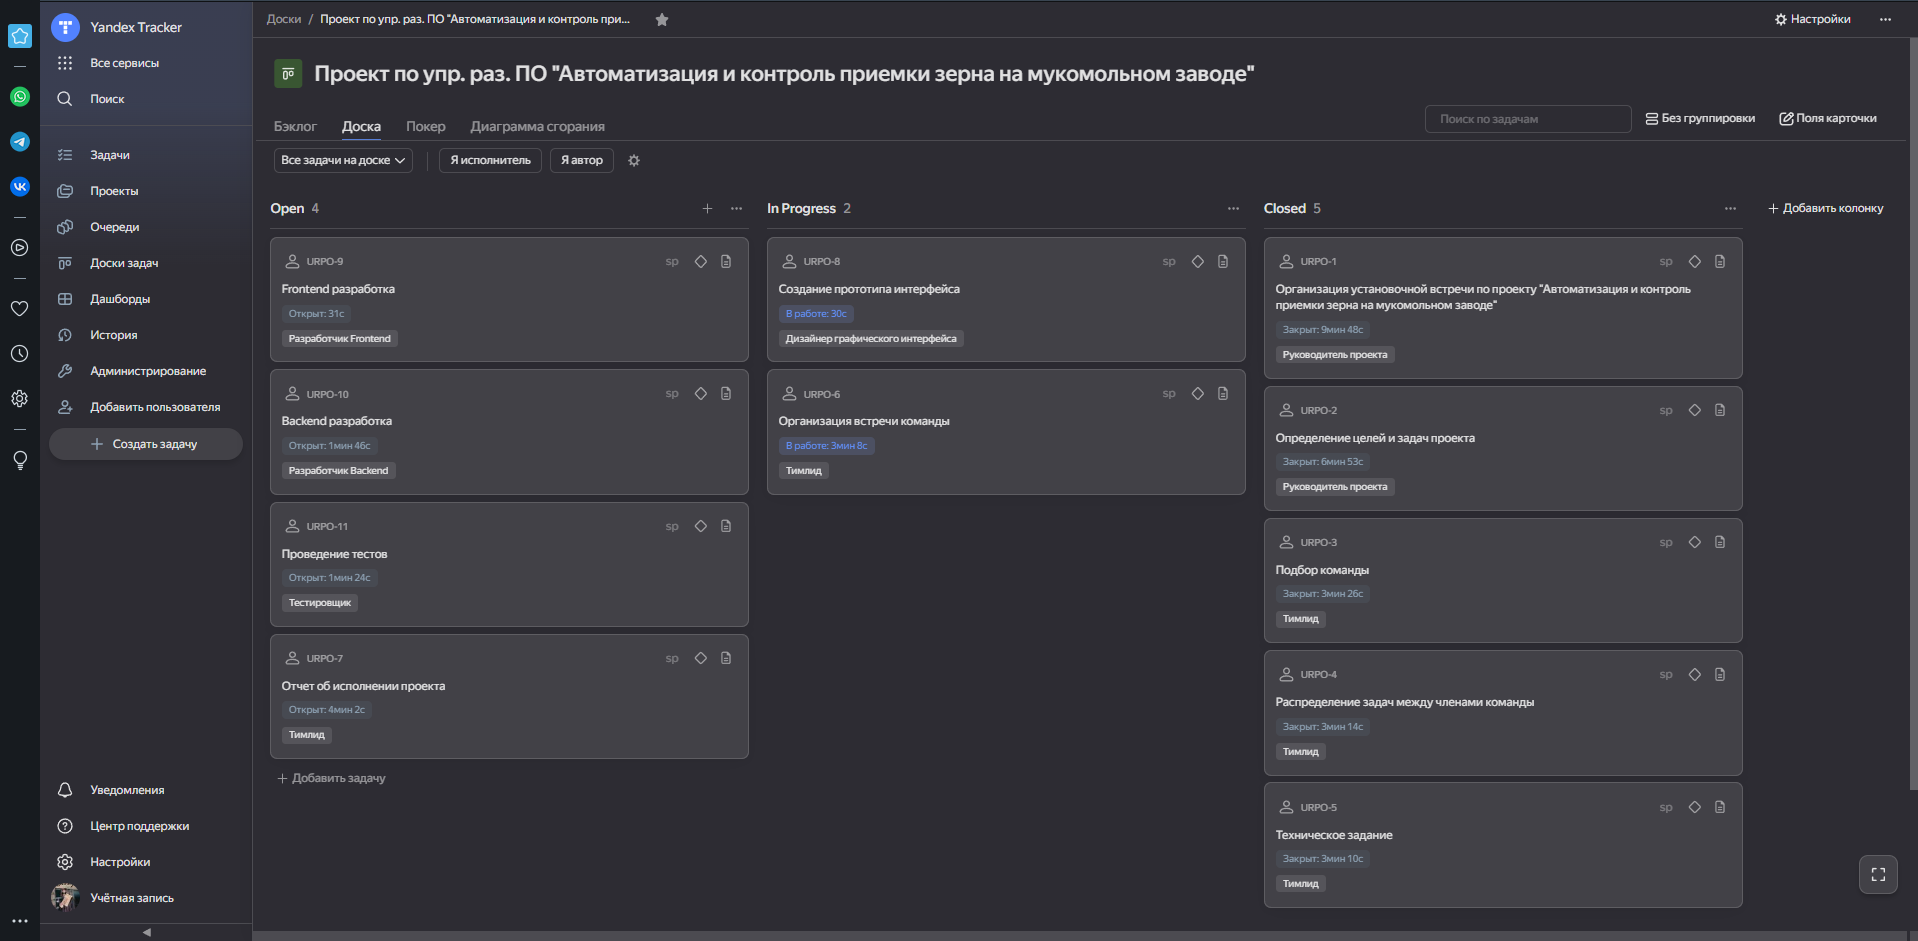 Yandex Tracker
Все сервисы
Поиск
Задачи
Проекты
Очереди
Доски задач
Дашборды
История
Администрирование
Добавить пользователя
Создать задачу
Уведомления
Центр поддержки
Настройки
Учётная запись
Доски / Проект по упр. раз. ПО "Автоматизация и контроль при...
Настройки
Проект по упр. раз. ПО "Автоматизация и контроль приемки зерна на мукомольном заводе"
Бэклог Доска Покер Диаграмма сгорания
Поиск по задачам
Без группировки
Поля карточки
Все задачи на доске
Я исполнитель
Я автор
Open 4
URPO-9 sp
Frontend разработка
Открыт: 31с
Разработчик Frontend
URPO-10 sp
Backend разработка
Открыт: 1мин 46с
Разработчик Backend
URPO-11 sp
Проведение тестов
Открыт: 1мин 24с
Тестировщик
URPO-7 sp
Отчет об исполнении проекта
Открыт: 4мин 2с
Тимлид
Добавить задачу
In Progress 2
URPO-8 sp
Создание прототипа интерфейса
В работе: 30с
Дизайнер графического интерфейса
URPO-6 sp
Организация встречи команды
В работе: 3мин 8с
Тимлид
Closed 5
URPO-1 sp
Организация установочной встречи по проекту "Автоматизация и контроль
приемки зерна на мукомольном заводе"
Закрыт: 9мин 48с
Руководитель проекта
URPO-2 sp
Определение целей и задач проекта
Закрыт: 6мин 53с
Руководитель проекта
URPO-3 sp
Подбор команды
Закрыт: 3мин 26с
Тимлид
URPO-4 sp
Распределение задач между членами команды
Закрыт: 3мин 14с
Тимлид
URPO-5 sp
Техническое задание
Закрыт: 3мин 10с
Тимлид
Добавить колонку